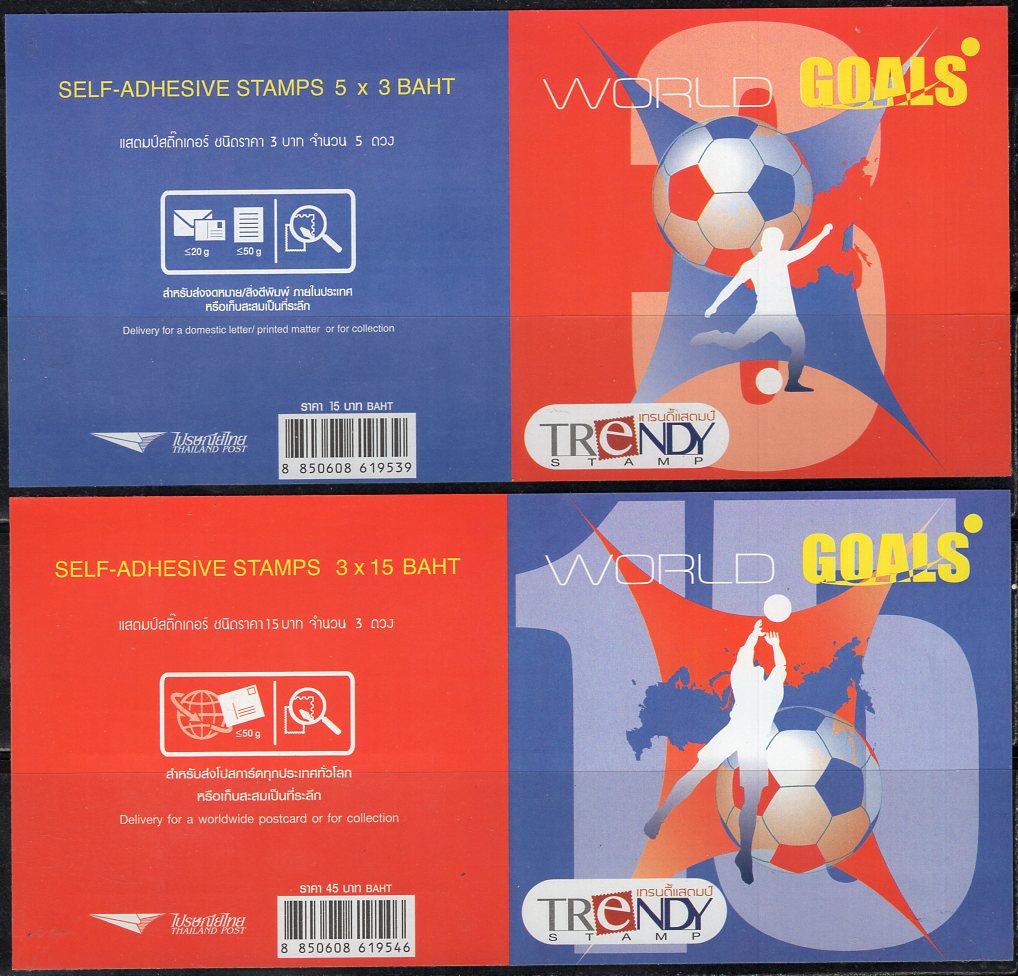 SELF-ADHESIVE STAMPS 5 x 3 BAHT
แสตมป์สติ๊กเกอร์ ชนิดราคา 3 บาท จำนวน 5 ดวง
≤20 g ≤50 g
สำหรับส่งจดหมาย/สิ่งตีพิมพ์ ภายในประเทศ
หรือเก็บสะสมเป็นที่ระลึก
Delivery for a domestic letter/ printed matter or for collection
ราคา 15 บาท BAHT
ไปรษณีย์ไทย
THAILAND POST
8 850608 619539
3
WORLD GOALS
เทรนดี้แสตมป์
TReNDY
STAMP
SELF-ADHESIVE STAMPS 3 x 15 BAHT
แสตมป์สติ๊กเกอร์ ชนิดราคา 15 บาท จำนวน 3 ดวง
≤50 g
สำหรับส่งโปสการ์ดทุกประเทศทั่วโลก
หรือเก็บสะสมเป็นที่ระลึก
Delivery for a worldwide postcard or for collection
ราคา 45 บาท BAHT
ไปรษณีย์ไทย
THAILAND POST
8 850608 619546
15
WORLD GOALS
เทรนดี้แสตมป์
TReNDY
STAMP